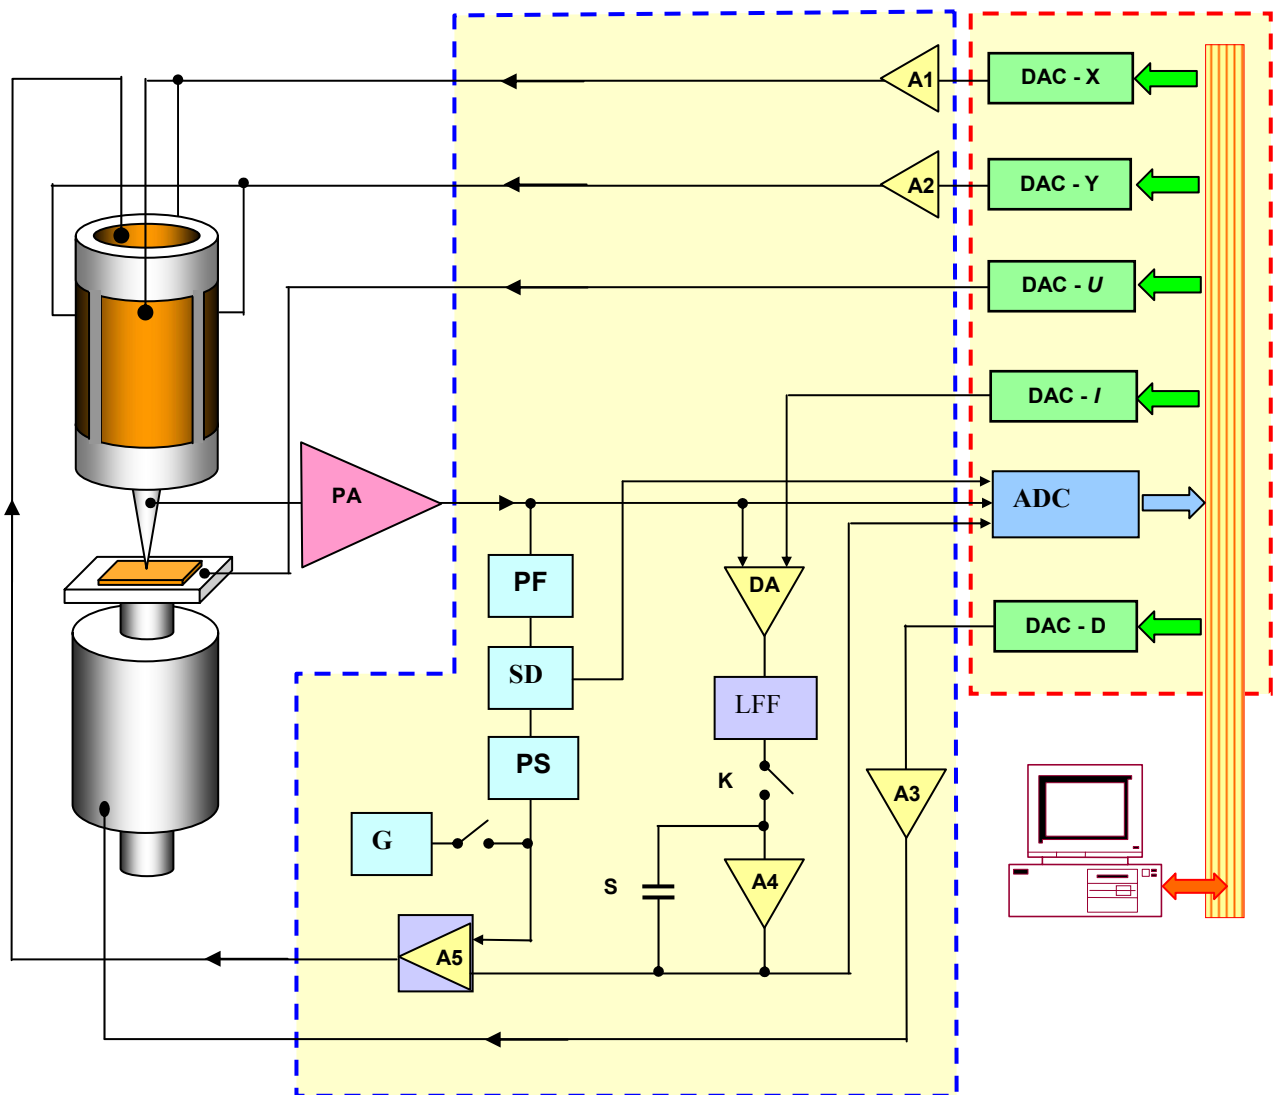 A1
DAC - X
A2
DAC - Y
DAC - U
DAC - I
PA
ADC
PF
DA
DAC - D
SD
LFF
PS
K
A3
G
S
A4
A5